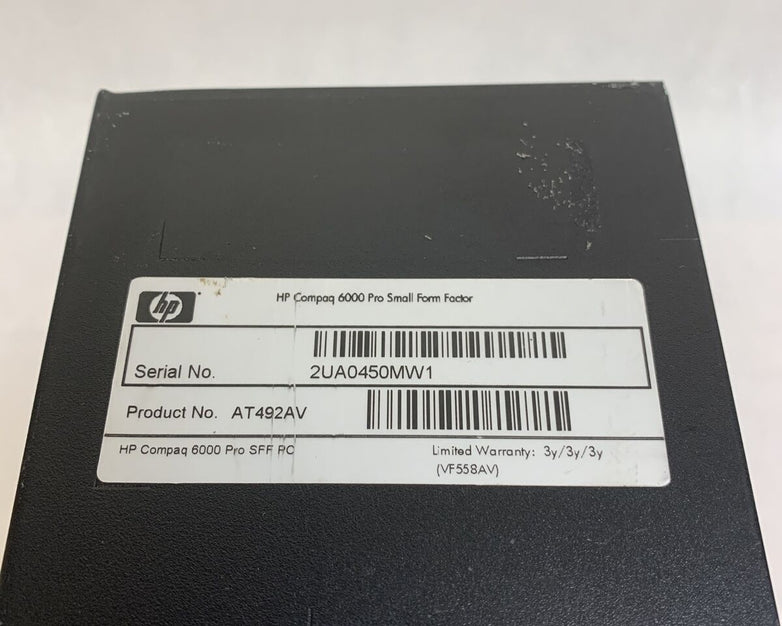 hp
HP Compaq 6000 Pro Small Form Factor
Serial No. 2UA0450MW1
Product No. AT492AV
HP Compaq 6000 Pro SFF PC
Limited Warranty: 3y/3y/3y
(VF558AV)